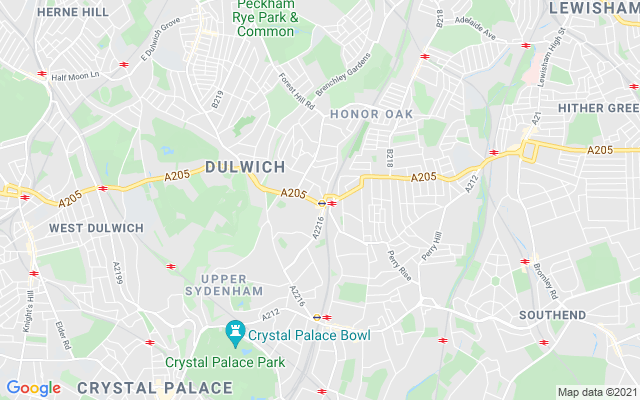 HERNE HILL
Peckham
Rye Park &
Common
LEWISHAM
Adelaide Ave
E Dulwich Grove
B218
Half Moon Ln
Brenchley Gardens
Lewisham High St
B219
Forest Hill Rd
HONOR OAK
HITHER GREE
A21
A205
B218
DULWICH
A205
A205
A212
A205
A205
WEST DULWICH
A2216
Perry Hill
Perry Rise
A2199
Bromley Rd
UPPER
SYDENHAM
A2216
Knight's Hill
Elder Rd
A212
SOUTHEND
Crystal Palace Bowl
Crystal Palace Park
CRYSTAL PALACE
Google
Map data ©2021